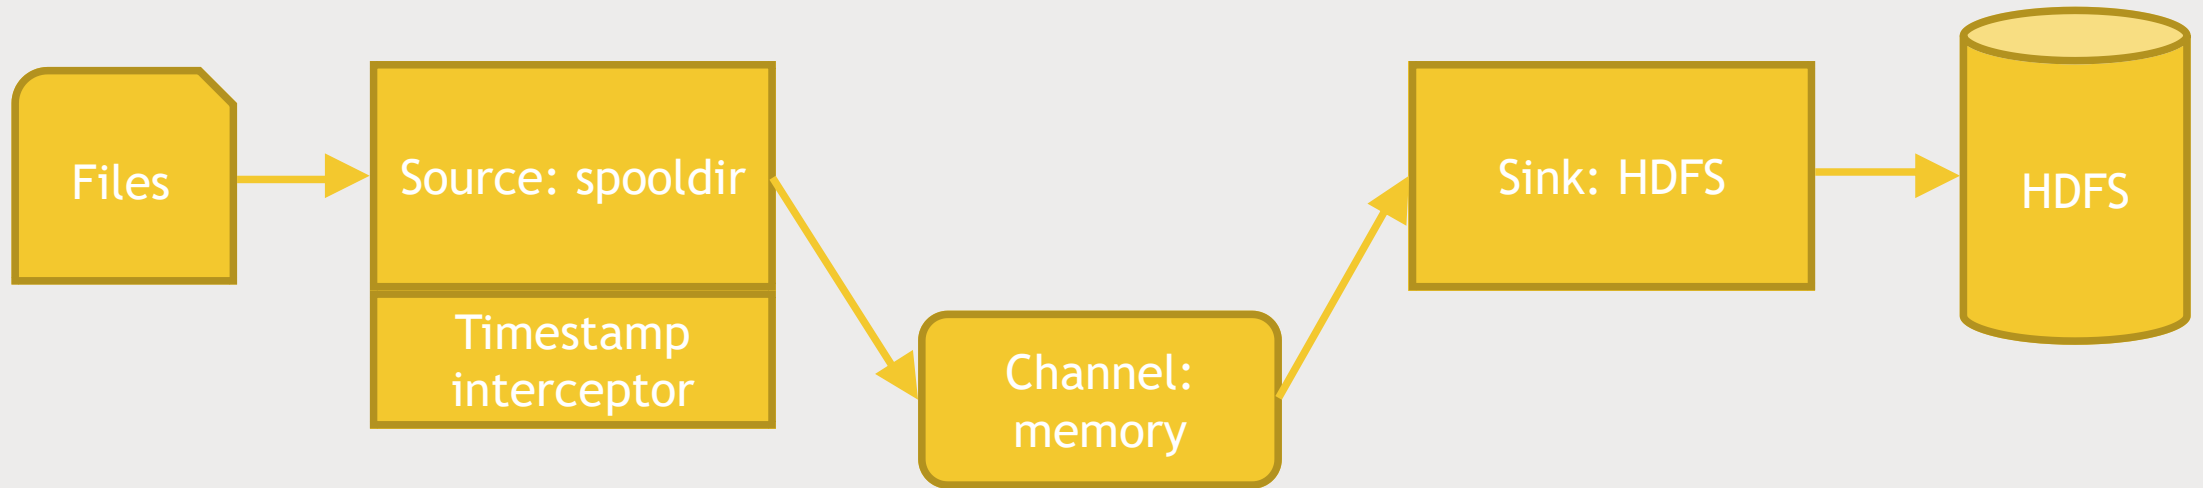 Files
Source: spooldir
Timestamp
interceptor
Channel:
memory
Sink: HDFS
HDFS